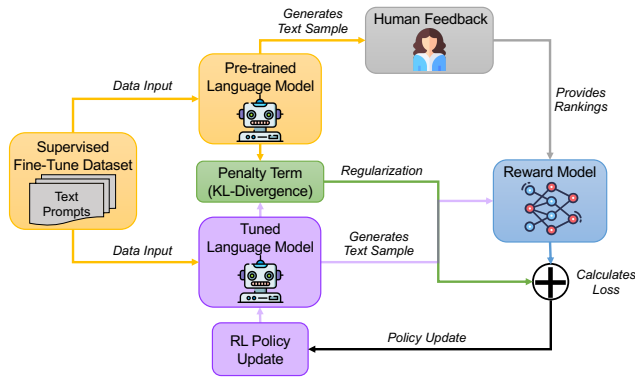 Generates
Text Sample
Human Feedback
Pre-trained
Language Model
Data Input
Provides
Rankings
Supervised
Fine-Tune Dataset
Text
Prompts
Penalty Term
(KL-Divergence)
Regularization
Reward Model
Tuned
Language Model
Data Input
Generates
Text Sample
Calculates
Loss
RL Policy
Update
Policy Update